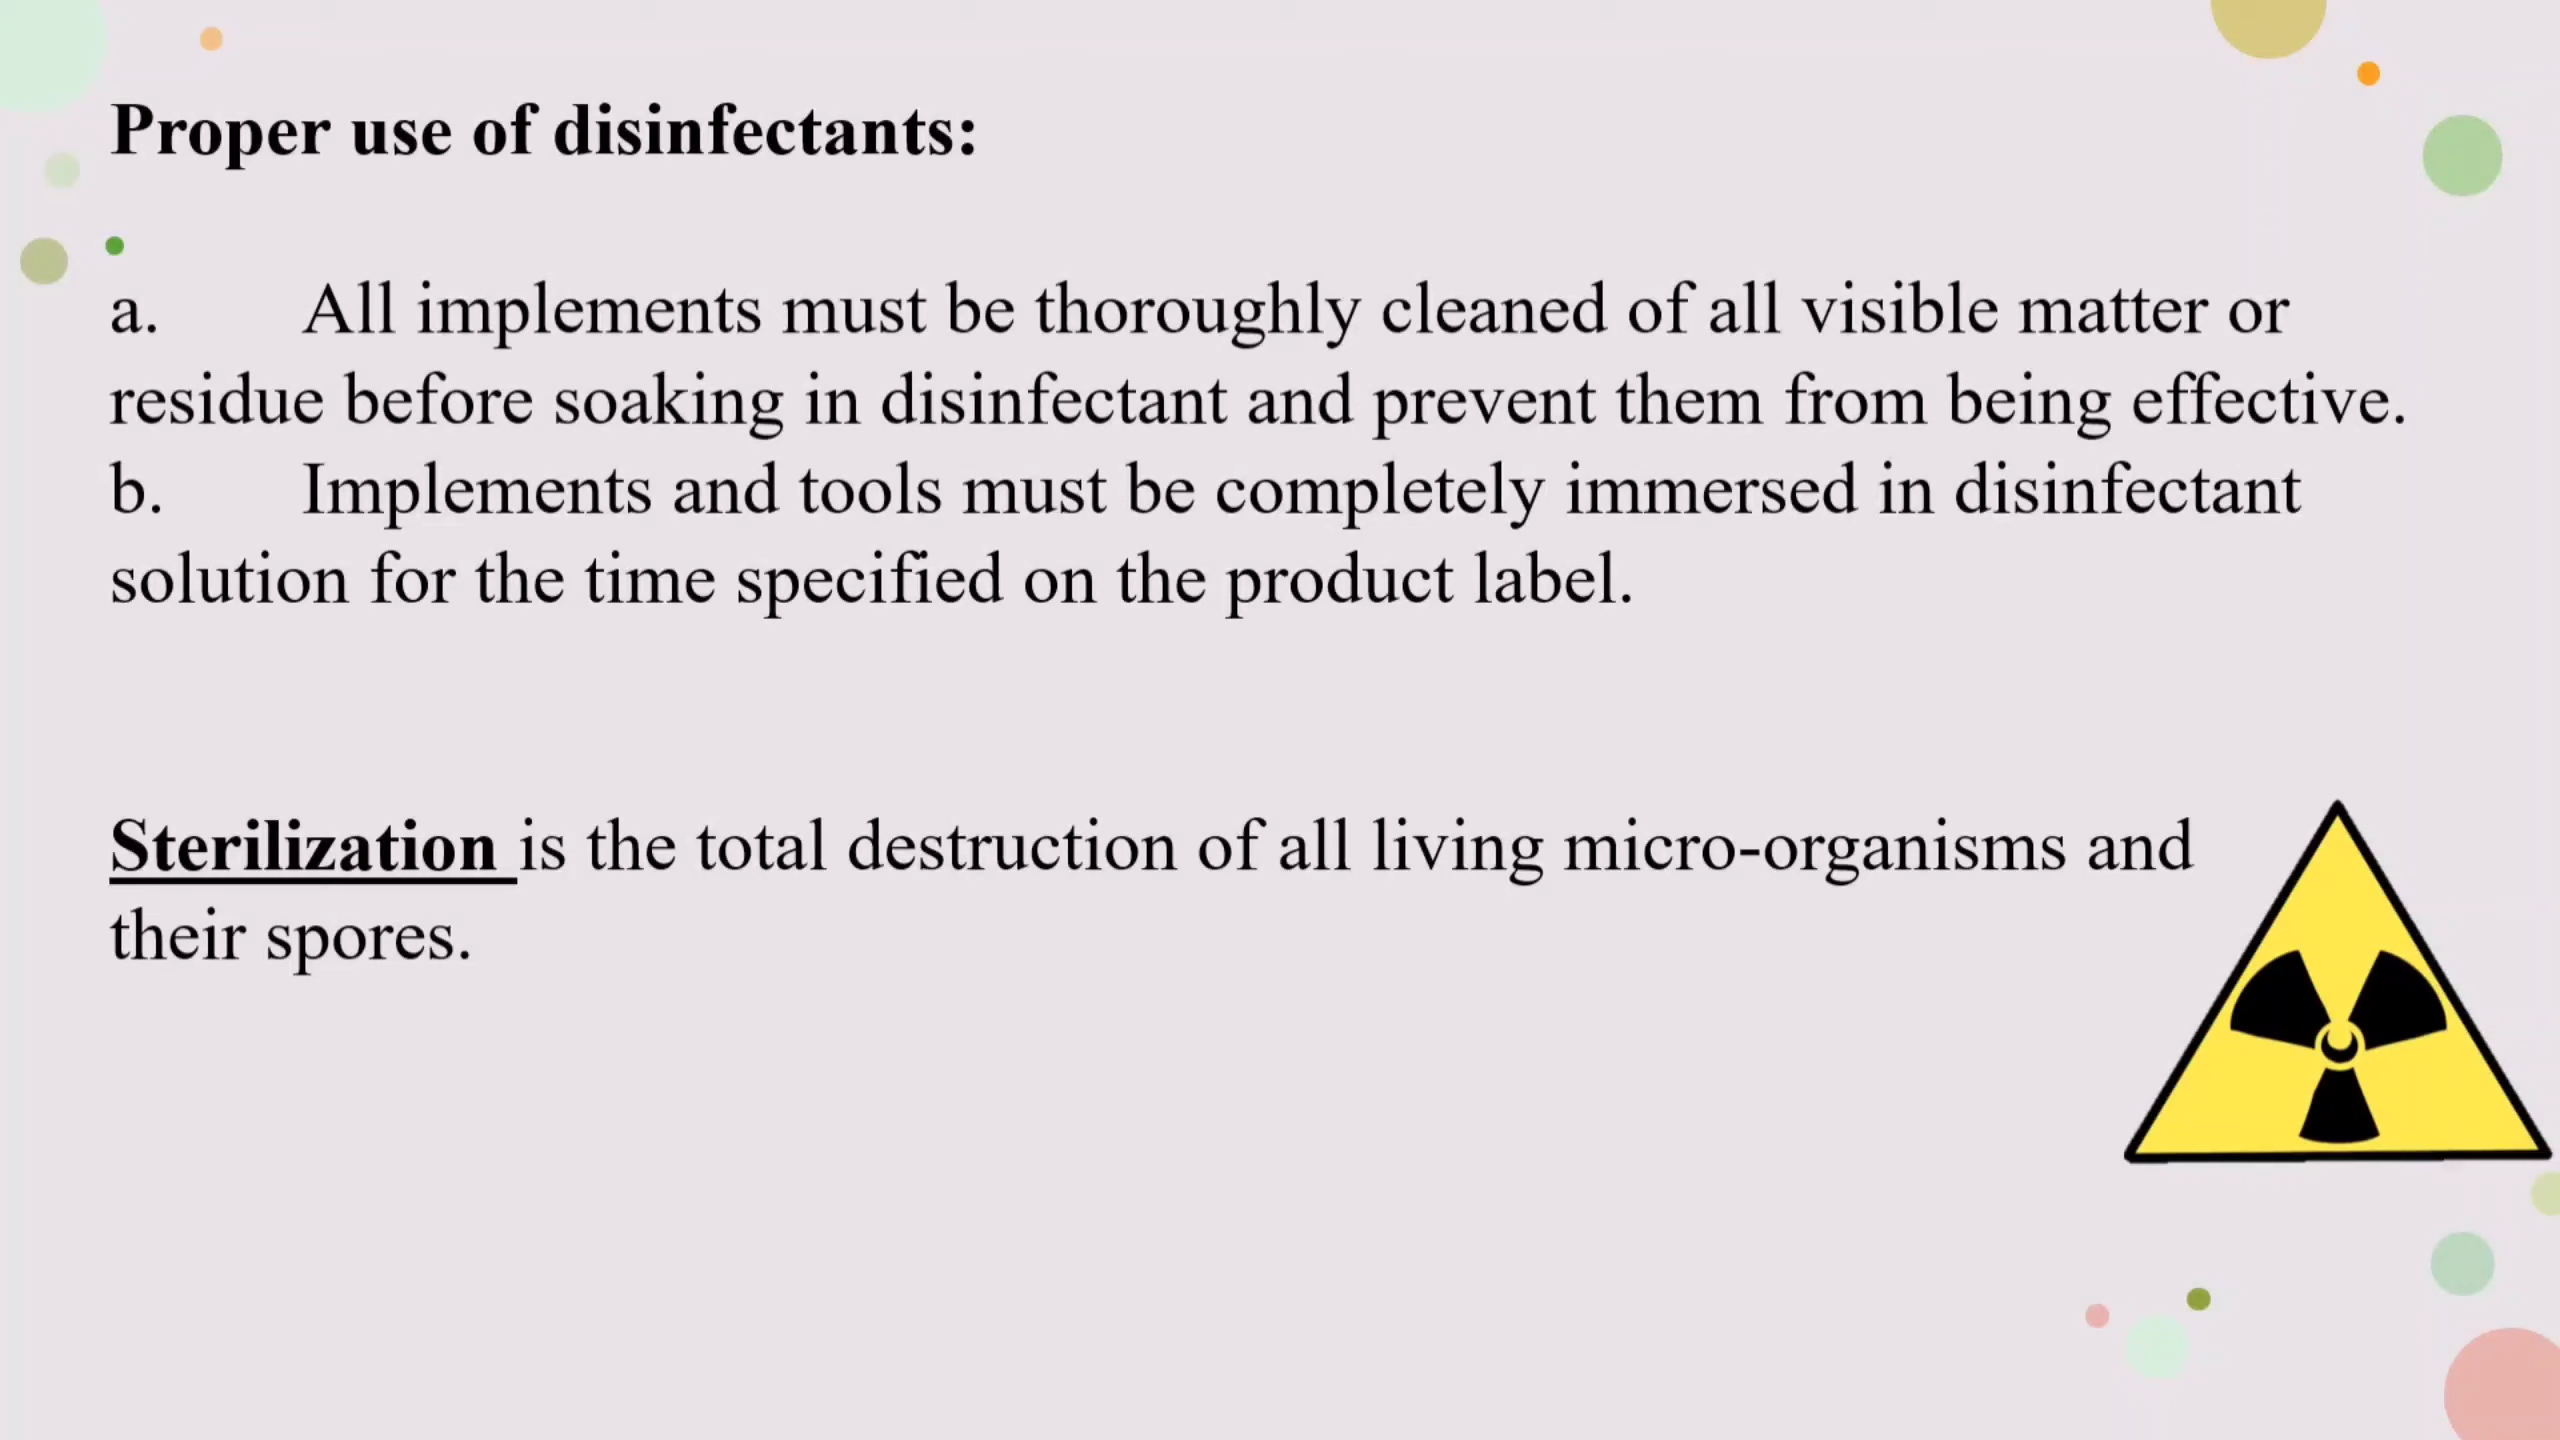 Proper use of disinfectants:
a. All implements must be thoroughly cleaned of all visible matter or
residue before soaking in disinfectant and prevent them from being effective.
b. Implements and tools must be completely immersed in disinfectant
solution for the time specified on the product label.
Sterilization is the total destruction of all living micro-organisms and
their spores.